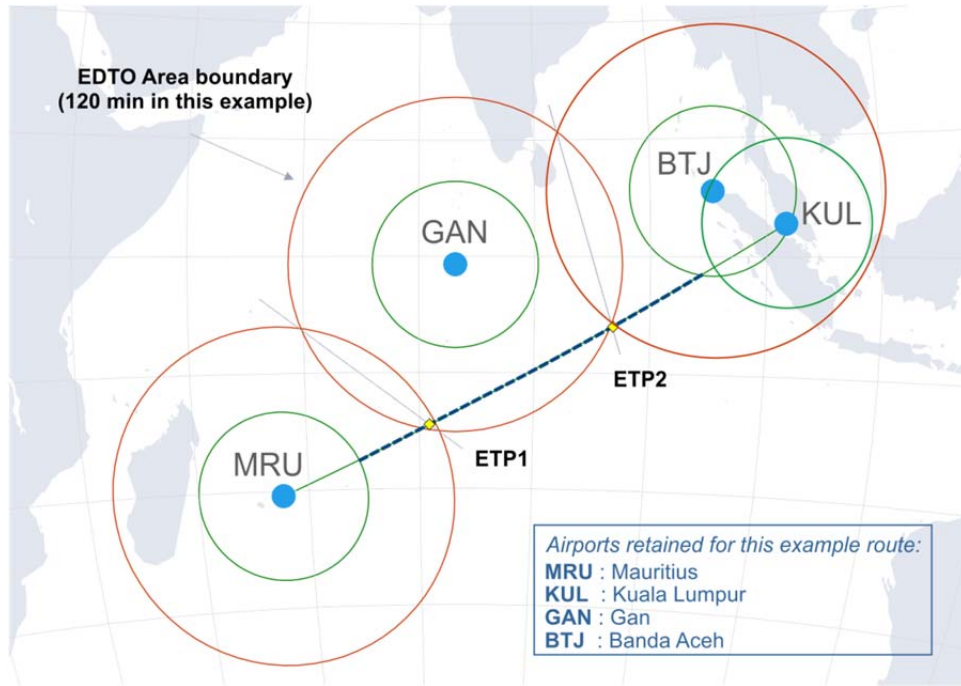 EDTO Area boundary
(120 min in this example)
BTJ
KUL
GAN
ETP2
ETP1
MRU
Airports retained for this example route:
MRU : Mauritius
KUL : Kuala Lumpur
GAN : Gan
BTJ : Banda Aceh